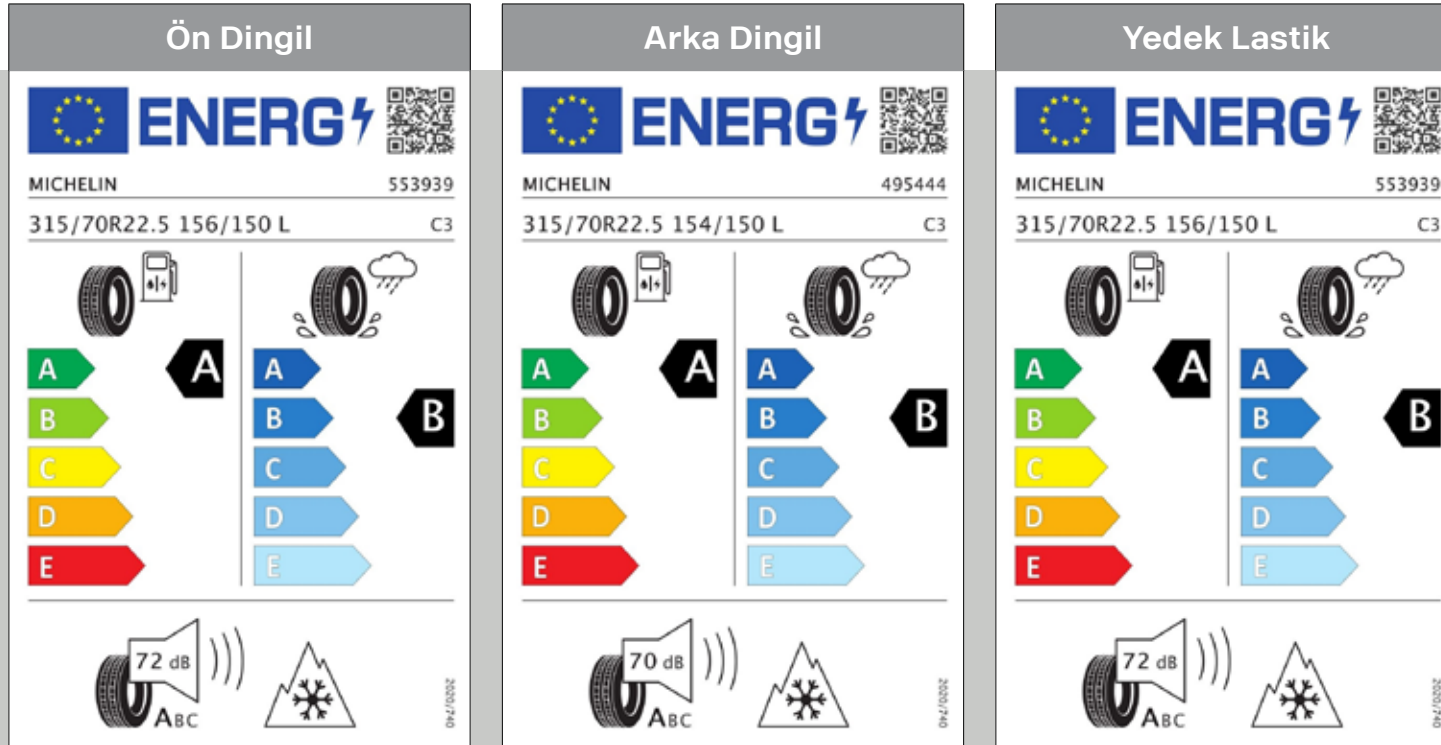 Ön Dingil
ENERG
MICHELIN 553939
315/70R22.5 156/150 L C3
A A A
B B B
C C
D D
E E
72 dB
ABC
2020/740
Arka Dingil
ENERG
MICHELIN 495444
315/70R22.5 154/150 L C3
A A A
B B B
C C
D D
E E
70 dB
ABC
2020/740
Yedek Lastik
ENERG
MICHELIN 553939
315/70R22.5 156/150 L C3
A A A
B B B
C C
D D
E E
72 dB
ABC
2020/740